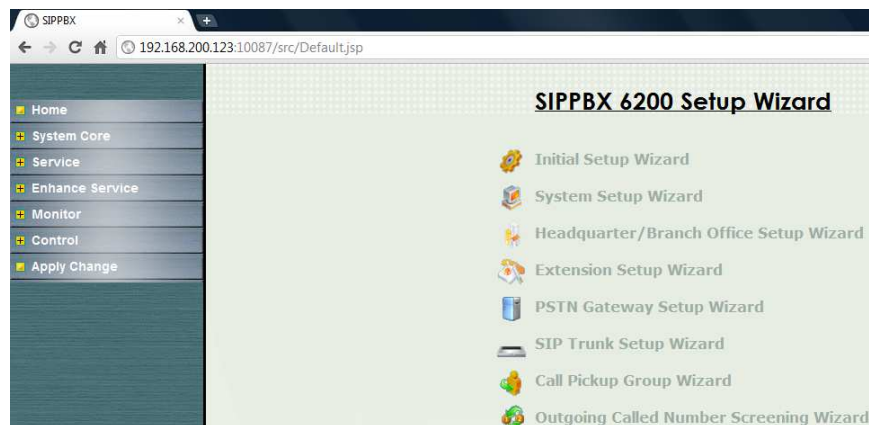 SIPPBX
192.168.200.123:10087/src/Default.jsp
SIPPBX 6200 Setup Wizard
Home
System Core
Service
Enhance Service
Monitor
Control
Apply Change
Initial Setup Wizard
System Setup Wizard
Headquarter/Branch Office Setup Wizard
Extension Setup Wizard
PSTN Gateway Setup Wizard
SIP Trunk Setup Wizard
Call Pickup Group Wizard
Outgoing Called Number Screening Wizard